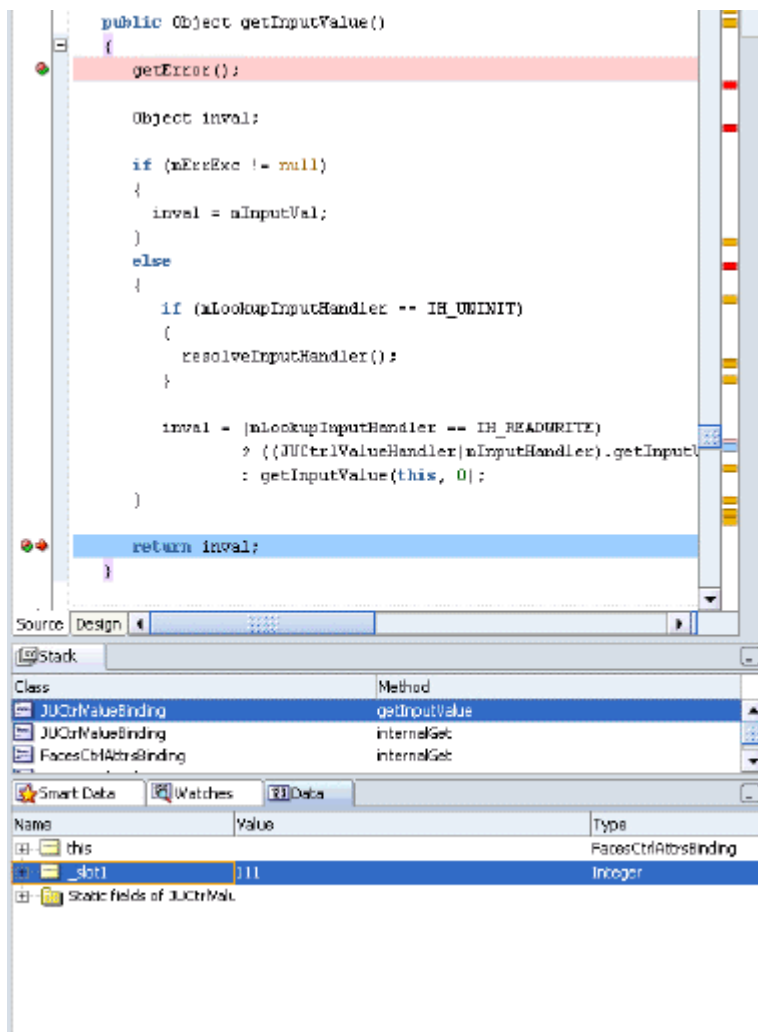 public Object getInputValue()
{
getError();
Object inval;
if (mErrExc != null)
{
inval = mInputVal;
}
else
{
if (mLookupInputHandler == IH_UNINIT)
{
resolveInputHandler();
}
inval = (mLookupInputHandler == IH_READWRITE)
? ((JUCtrlValueHandler)mInputHandler).getInputV
: getInputValue(this, 0);
}
return inval;
}
Source Design
Stack
Class Method
JUCtrlValueBinding getInputValue
JUCtrlValueBinding internalGet
FacesCtrlAttrsBinding internalGet
Smart Data Watches Data
Name Value Type
this FacesCtrlAttrsBinding
_slot1 111 Integer
Static fields of JUCtrlValu